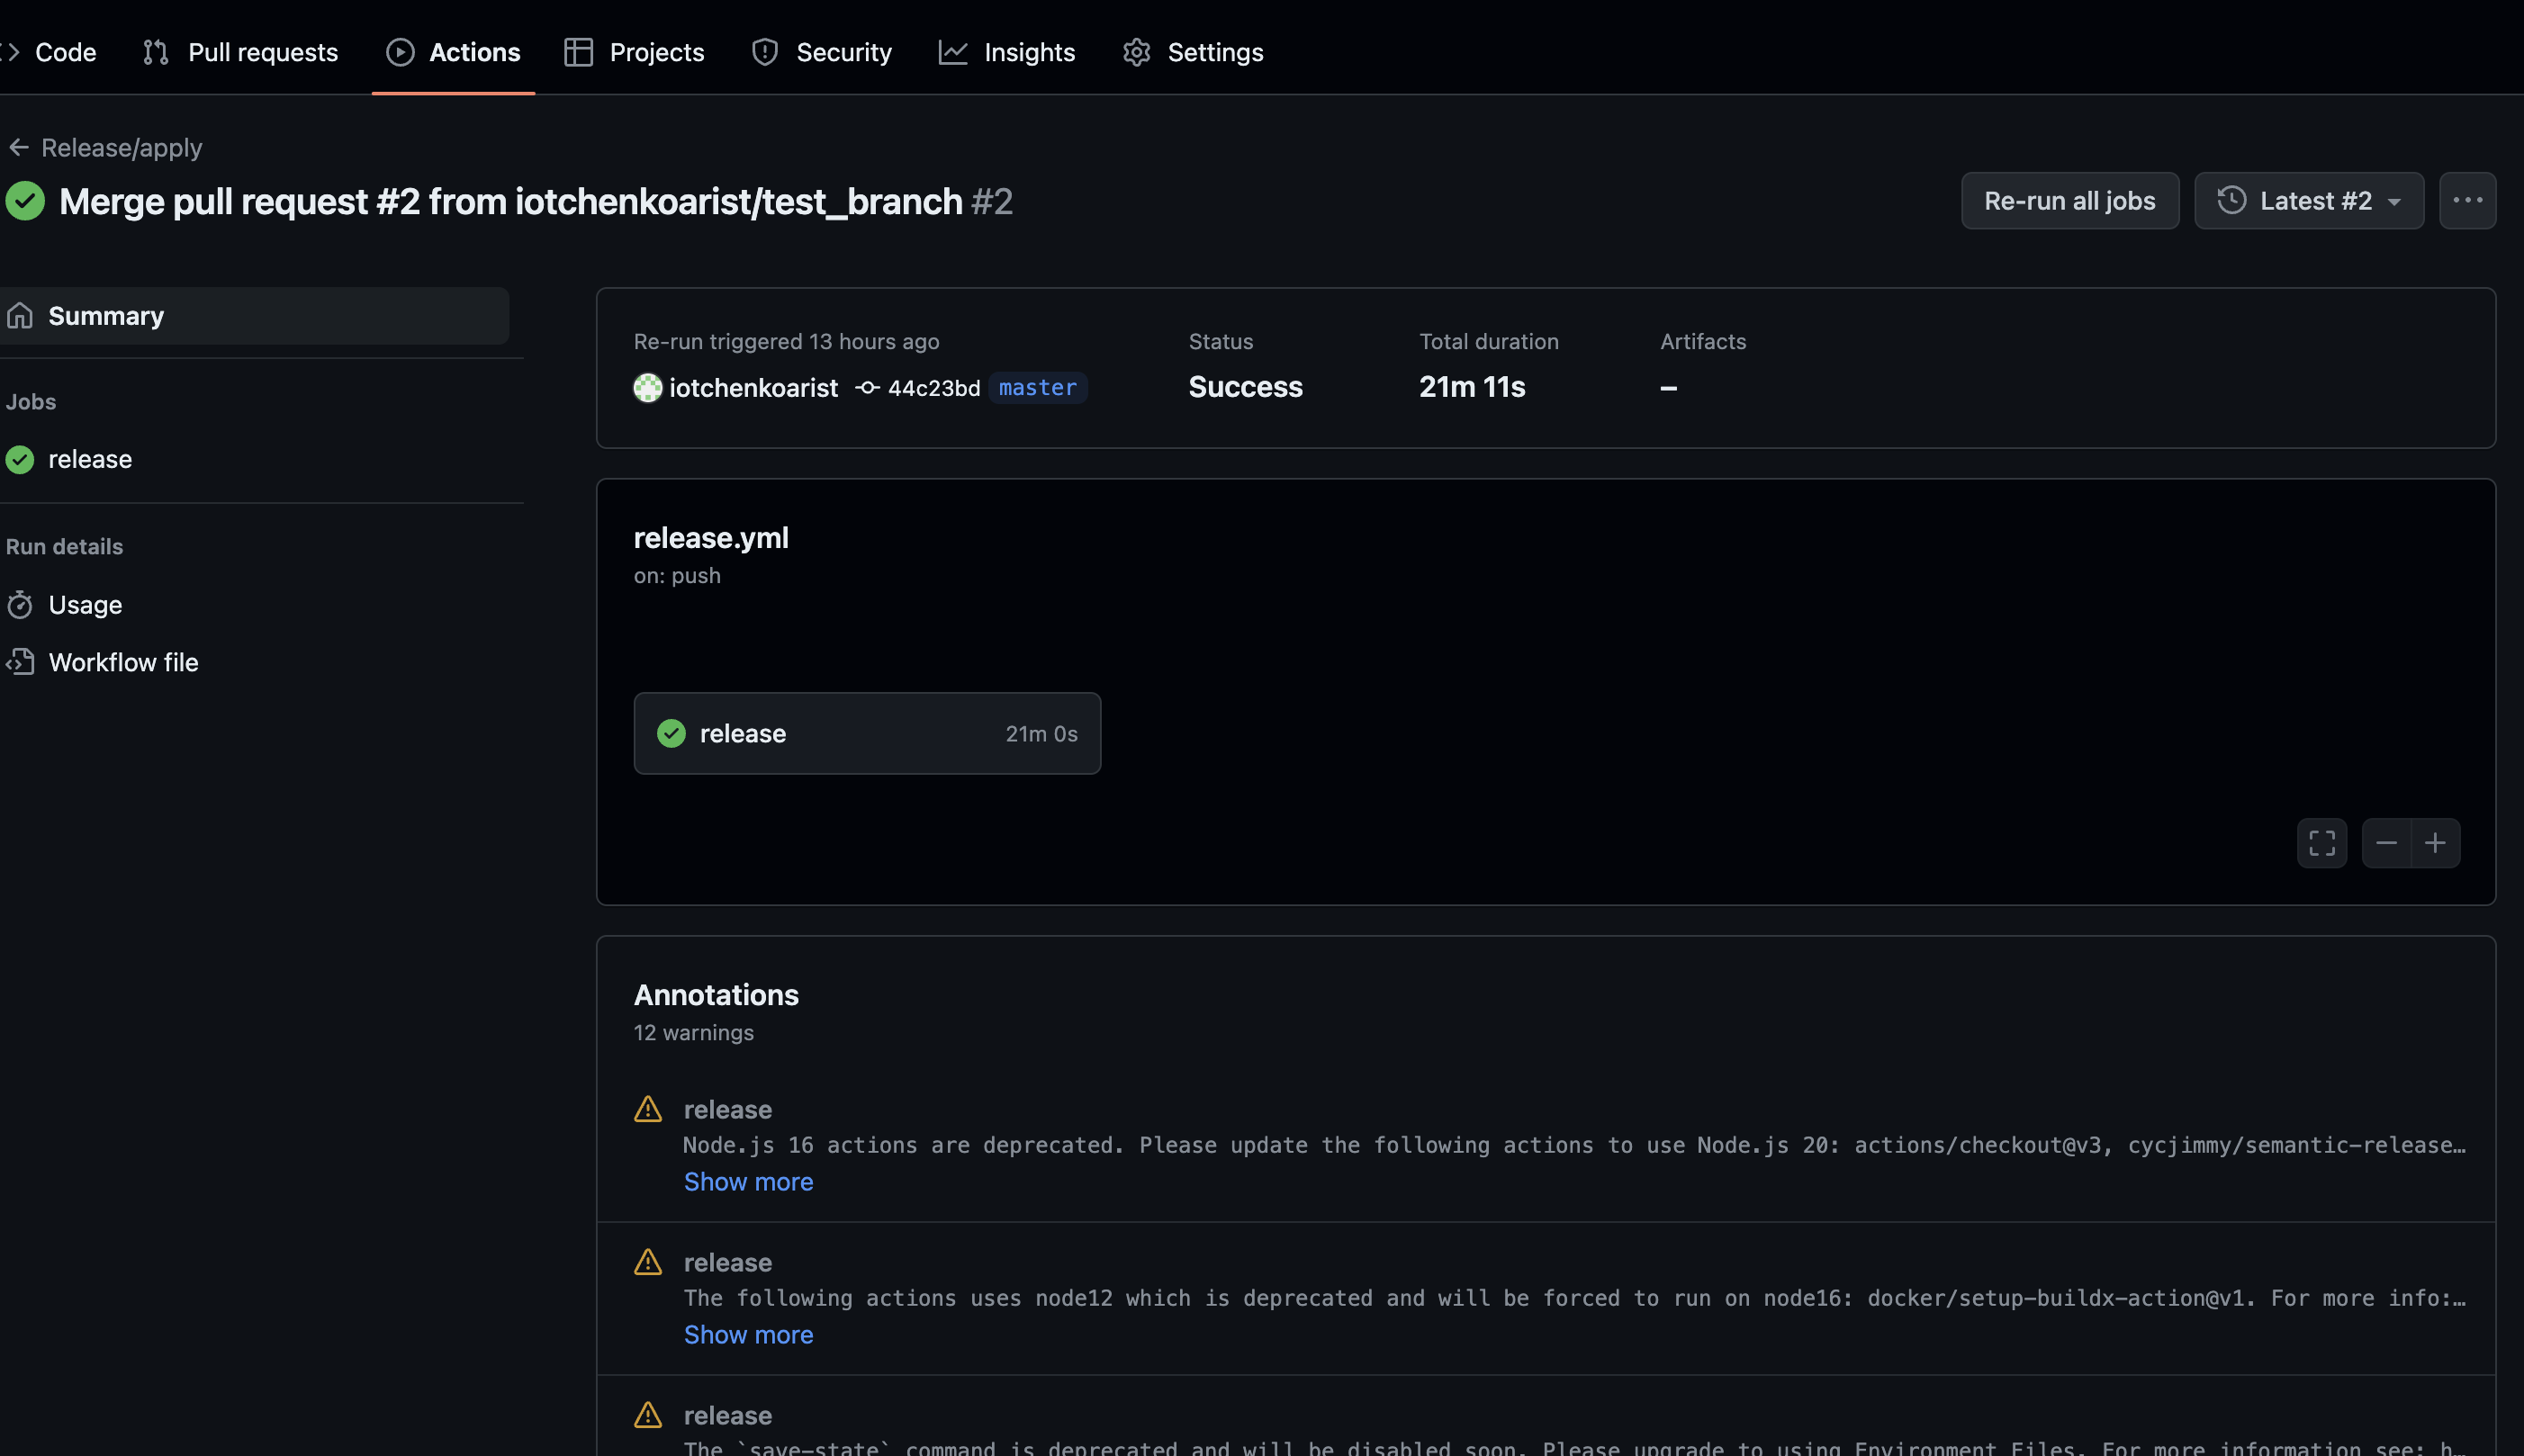 Code Pull requests Actions Projects Security Insights Settings
Release/apply
Merge pull request #2 from iotchenkoarist/test_branch #2
Re-run all jobs Latest #2 ...
Summary
Jobs
release
Run details
Usage
Workflow file
Re-run triggered 13 hours ago Status Total duration Artifacts
iotchenkoarist 44c23bd master Success 21m 11s –
release.yml
on: push
release 21m 0s
Annotations
12 warnings
release
Node.js 16 actions are deprecated. Please update the following actions to use Node.js 20: actions/checkout@v3, cycjimmy/semantic-release…
Show more
release
The following actions uses node12 which is deprecated and will be forced to run on node16: docker/setup-buildx-action@v1. For more info:…
Show more
release
The `save-state` command is deprecated and will be disabled soon. Please upgrade to using Environment Files. For more information see: h…